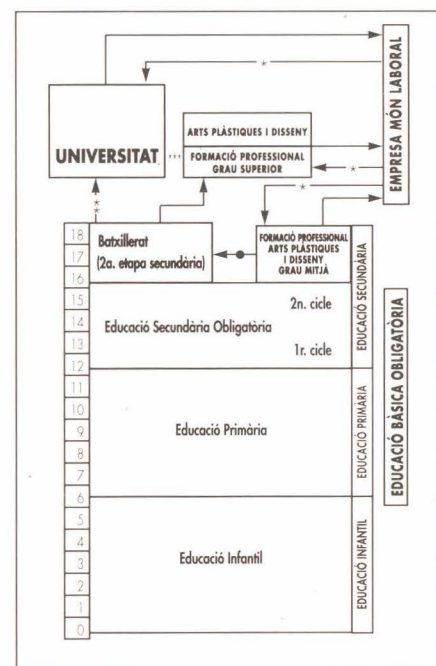 EMPRESA MÓN LABORAL
*
UNIVERSITAT
...
ARTS PLÀSTIQUES I DISSENY
FORMACIÓ PROFESSIONAL
GRAU SUPERIOR
*
*
*
*
18
17
16
15
14
13
12
11
10
9
8
7
6
5
4
3
2
1
0
Batxillerat
(2a. etapa secundària)
FORMACIÓ PROFESSIONAL
ARTS PLÀSTIQUES
I DISSENY
GRAU MITJÀ
2n. cicle
Educació Secundària Obligatòria
1r. cicle
Educació Primària
Educació Infantil
EDUCACIÓ SECUNDÀRIA
EDUCACIÓ PRIMÀRIA
EDUCACIÓ INFANTIL
EDUCACIÓ BÀSICA OBLIGATÒRIA